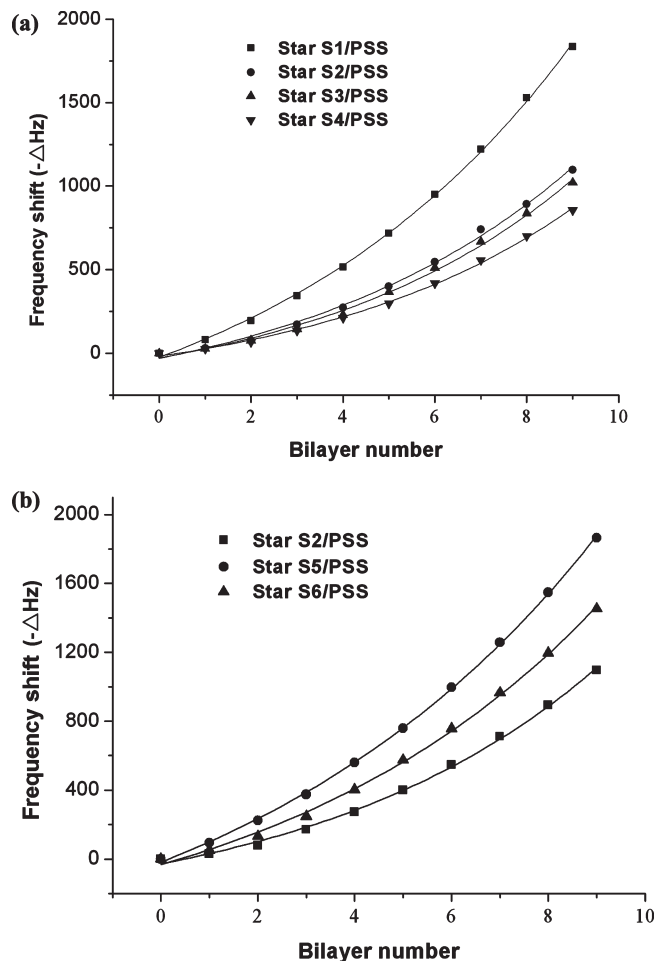 (a)
2000
1500
1000
500
0
Frequency shift (-△Hz)
Star S1/PSS
Star S2/PSS
Star S3/PSS
Star S4/PSS
0 2 4 6 8 10
Bilayer number
(b)
2000
1600
1200
800
400
0
Frequency shift (-△Hz)
Star S2/PSS
Star S5/PSS
Star S6/PSS
0 2 4 6 8 10
Bilayer number